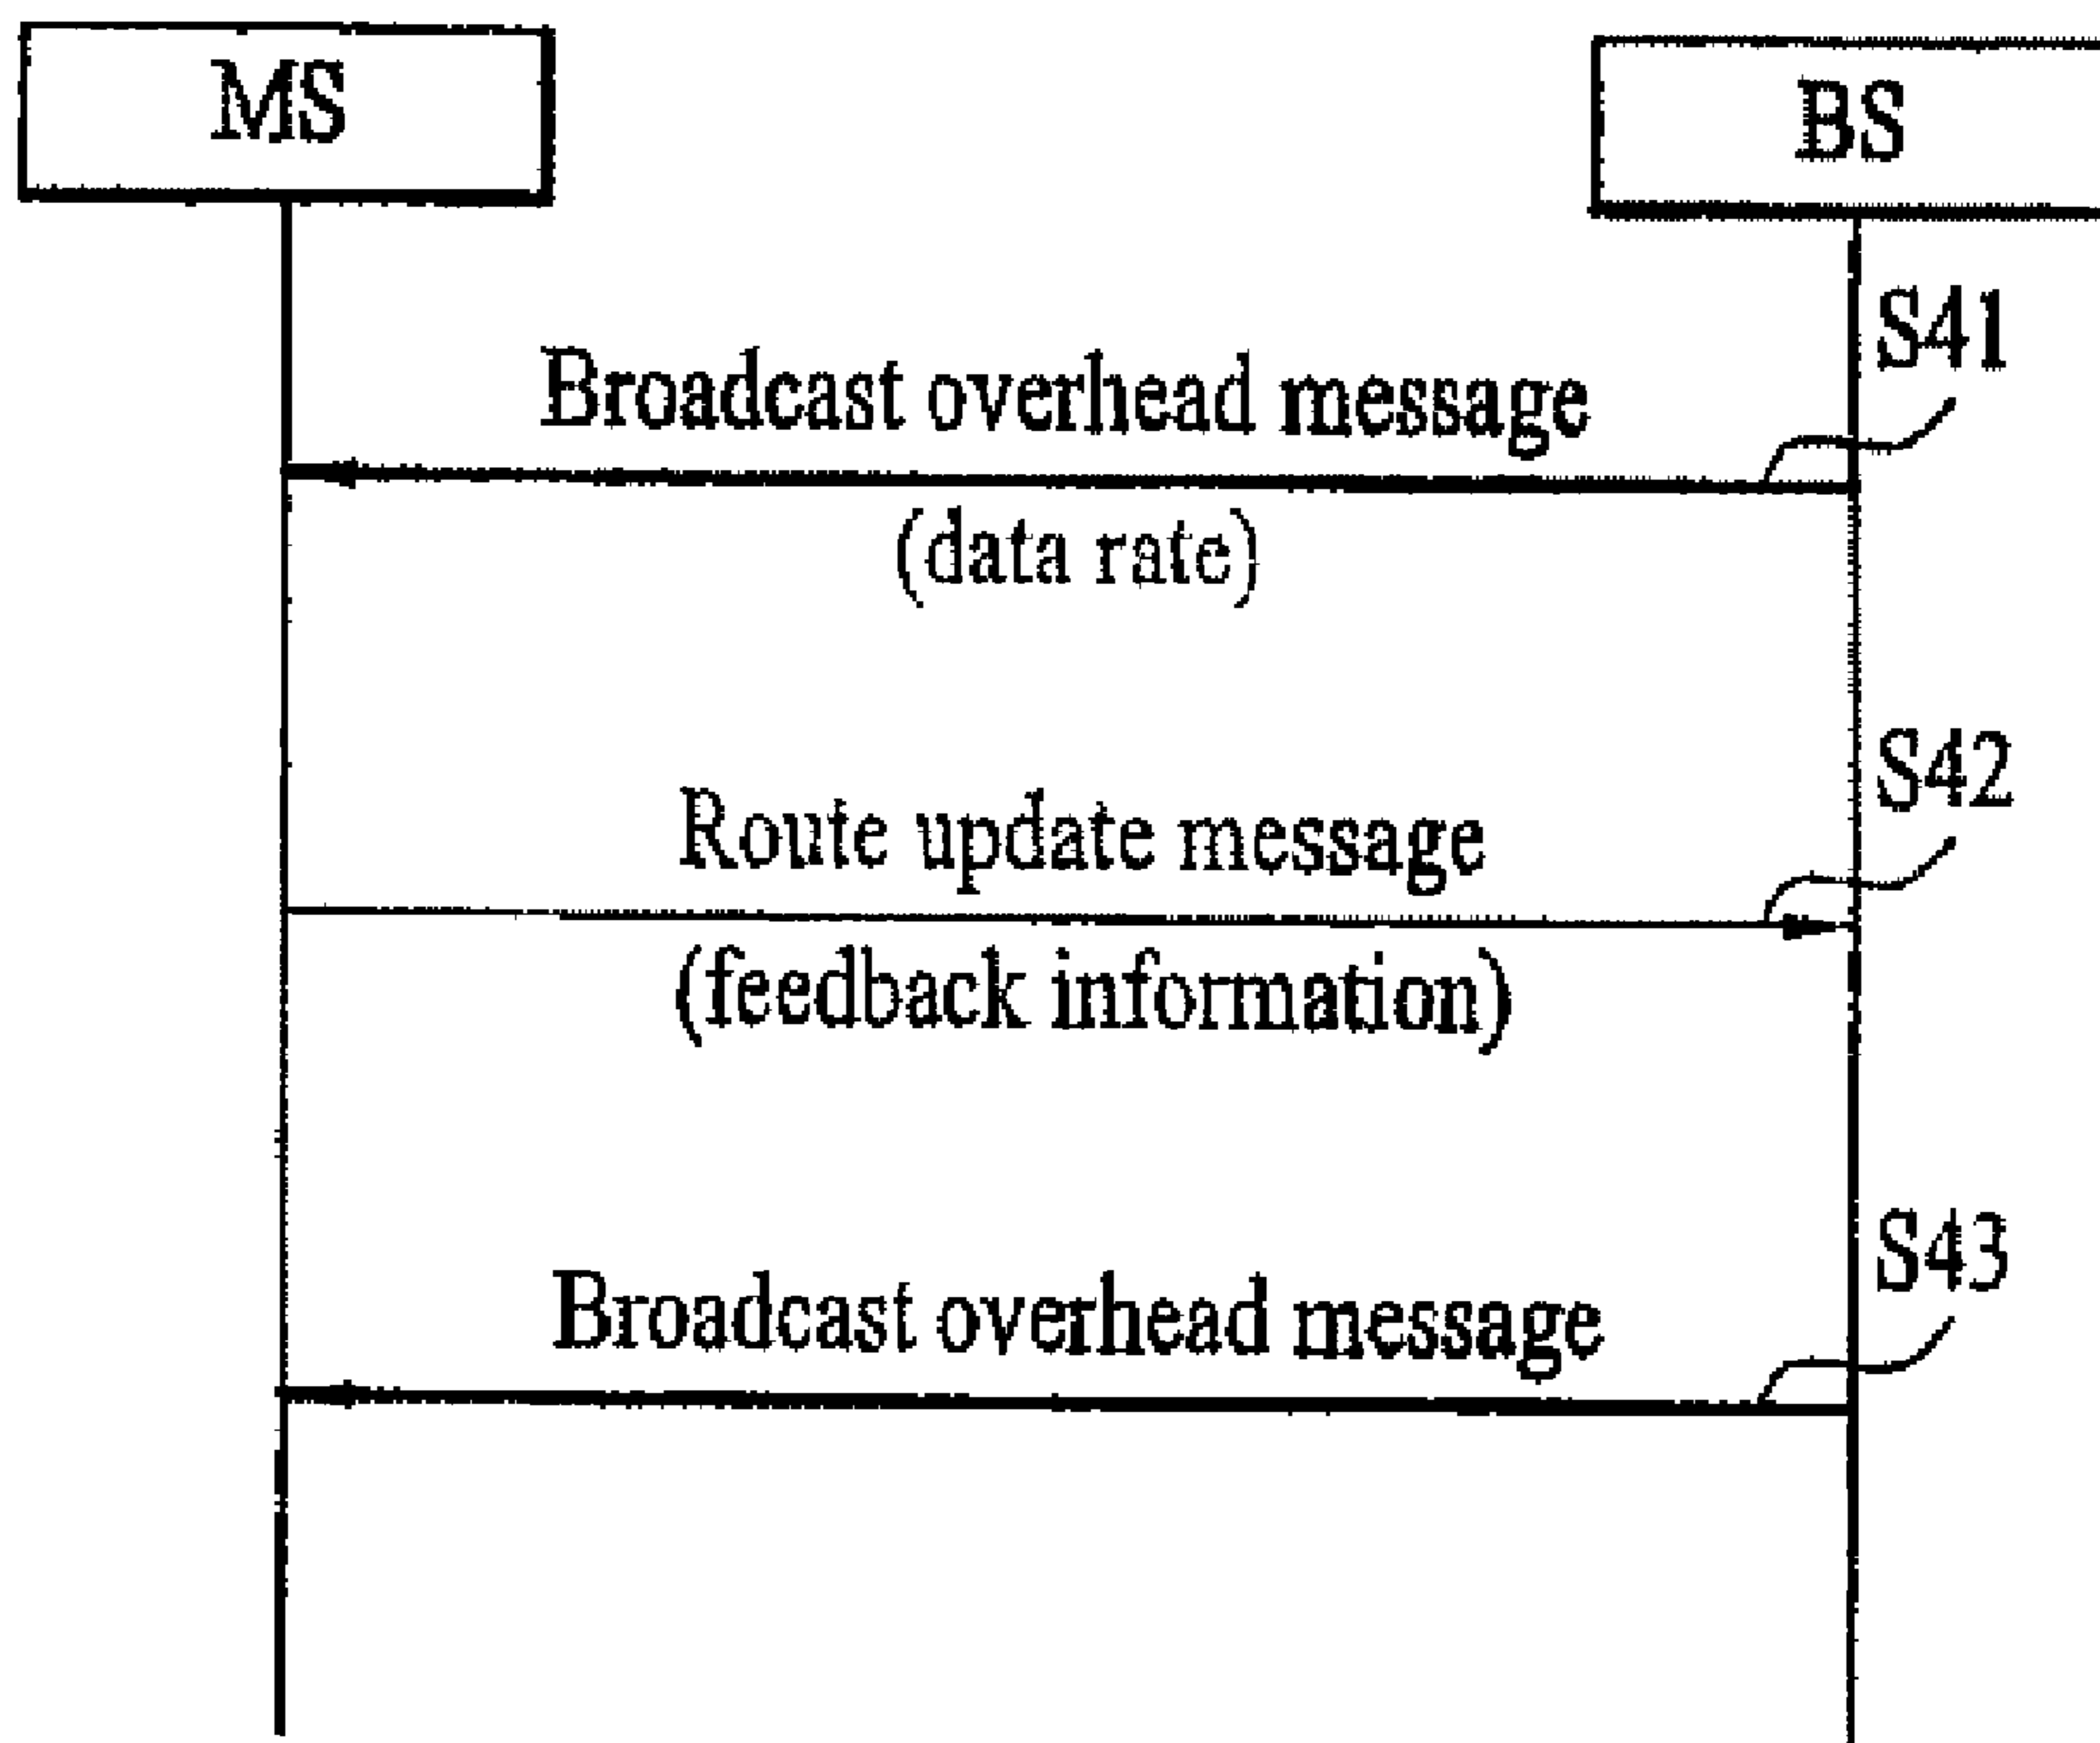 MS
BS
S41
Broadcast overhead message
(data rate)
S42
Route update message
(feedback information)
S43
Broadcast overhead message